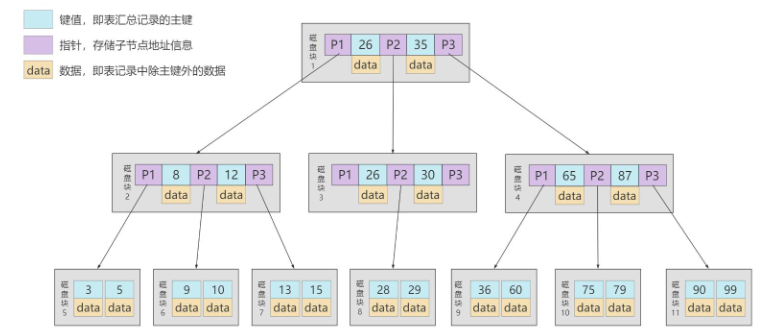 键值，即表汇总记录的主键
指针，存储子节点地址信息
data 数据，即表记录中除主键外的数据
磁盘块1 P1 26 P2 35 P3
data data
磁盘块2 P1 8 P2 12 P3
data data
磁盘块3 P1 26 P2 30 P3
data data
磁盘块4 P1 65 P2 87 P3
data data
磁盘块5 3 5
data data
磁盘块6 9 10
data data
磁盘块7 13 15
data data
磁盘块8 28 29
data data
磁盘块9 36 60
data data
磁盘块10 75 79
data data
磁盘块11 90 99
data data